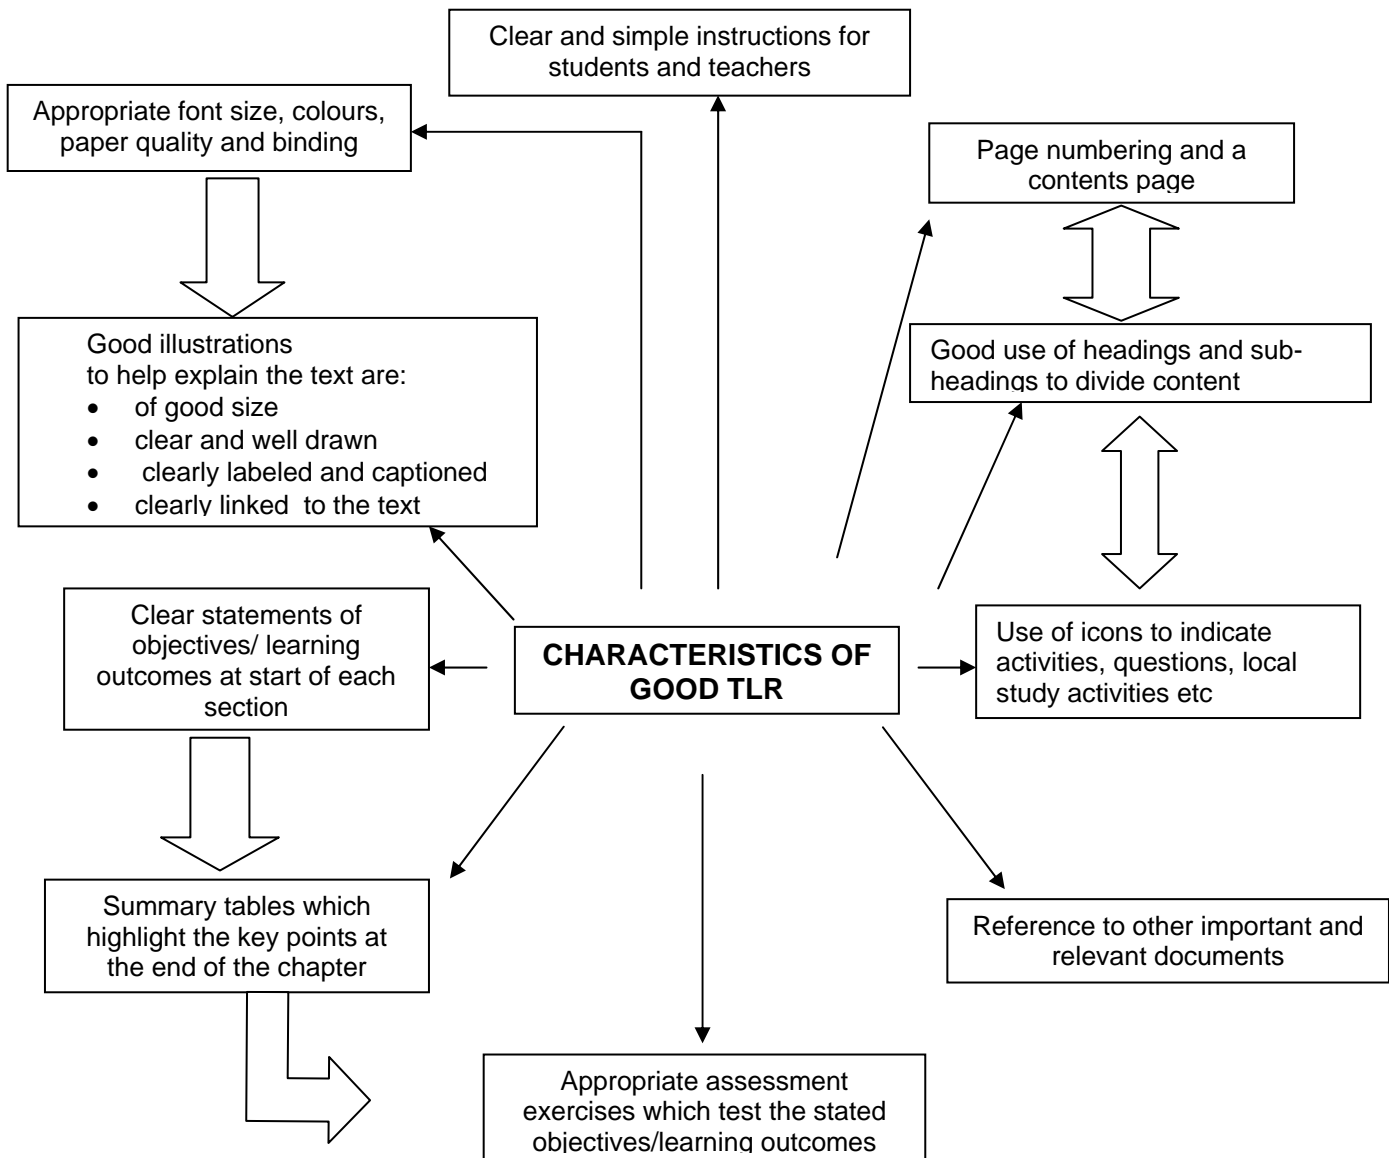 Clear and simple instructions for
students and teachers
Appropriate font size, colours,
paper quality and binding
Page numbering and a
contents page
Good illustrations
to help explain the text are:
• of good size
• clear and well drawn
• clearly labeled and captioned
• clearly linked to the text
Good use of headings and sub-
headings to divide content
Clear statements of
objectives/ learning
outcomes at start of each
section
CHARACTERISTICS OF
GOOD TLR
Use of icons to indicate
activities, questions, local
study activities etc
Summary tables which
highlight the key points at
the end of the chapter
Reference to other important and
relevant documents
Appropriate assessment
exercises which test the stated
objectives/learning outcomes